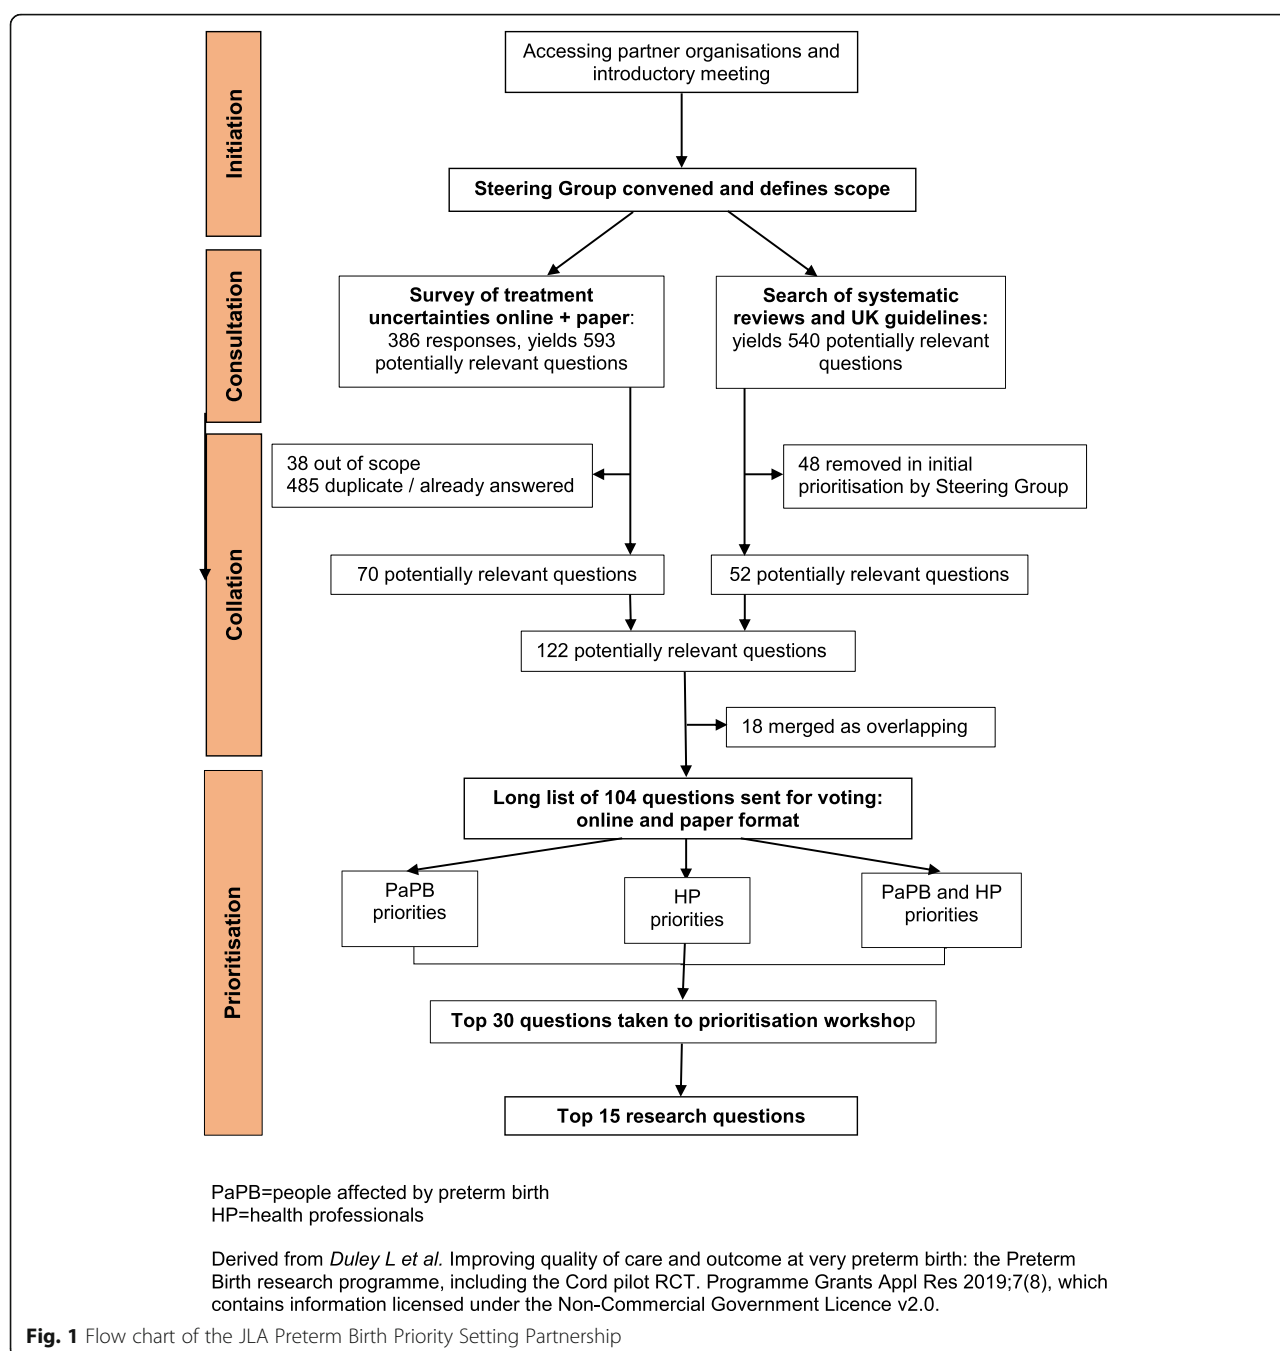 Initiation
Accessing partner organisations and
introductory meeting
Steering Group convened and defines scope
Consultation
Survey of treatment
uncertainties online + paper:
386 responses, yields 593
potentially relevant questions
Search of systematic
reviews and UK guidelines:
yields 540 potentially relevant
questions
Collation
38 out of scope
485 duplicate / already answered
48 removed in initial
prioritisation by Steering Group
70 potentially relevant questions
52 potentially relevant questions
122 potentially relevant questions
18 merged as overlapping
Prioritisation
Long list of 104 questions sent for voting:
online and paper format
PaPB
priorities
HP
priorities
PaPB and HP
priorities
Top 30 questions taken to prioritisation workshop
Top 15 research questions
PaPB=people affected by preterm birth
HP=health professionals
Derived from Duley L et al. Improving quality of care and outcome at very preterm birth: the Preterm
Birth research programme, including the Cord pilot RCT. Programme Grants Appl Res 2019;7(8), which
contains information licensed under the Non-Commercial Government Licence v2.0.
Fig. 1 Flow chart of the JLA Preterm Birth Priority Setting Partnership